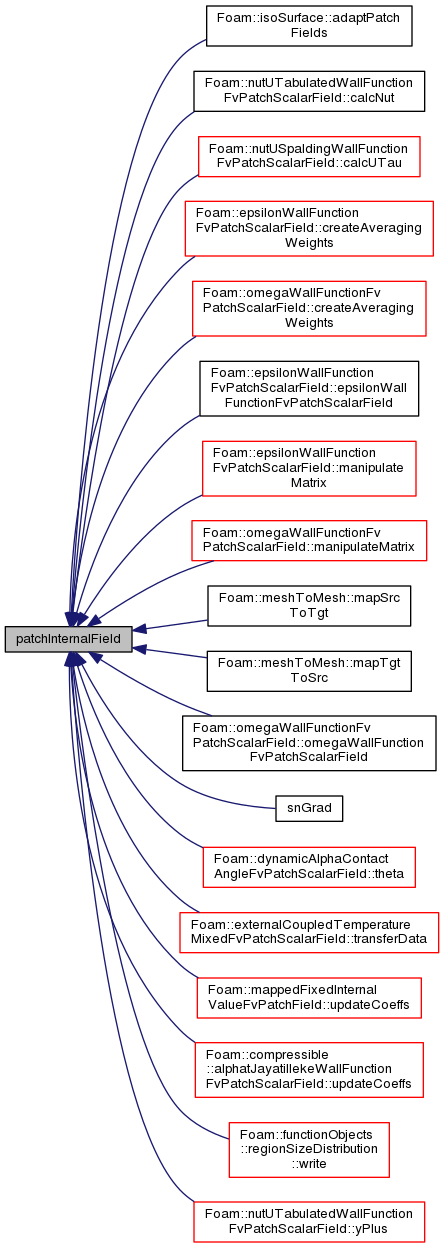 Foam::isoSurface::adaptPatch
Fields
Foam::nutUTabulatedWallFunction
FvPatchScalarField::calcNut
Foam::nutUSpaldingWallFunction
FvPatchScalarField::calcUTau
Foam::epsilonWallFunction
FvPatchScalarField::createAveraging
Weights
Foam::omegaWallFunctionFv
PatchScalarField::createAveraging
Weights
Foam::epsilonWallFunction
FvPatchScalarField::epsilonWall
FunctionFvPatchScalarField
Foam::epsilonWallFunction
FvPatchScalarField::manipulate
Matrix
Foam::omegaWallFunctionFv
PatchScalarField::manipulateMatrix
Foam::meshToMesh::mapSrc
ToTgt
patchInternalField
Foam::meshToMesh::mapTgt
ToSrc
Foam::omegaWallFunctionFv
PatchScalarField::omegaWallFunction
FvPatchScalarField
snGrad
Foam::dynamicAlphaContact
AngleFvPatchScalarField::theta
Foam::externalCoupledTemperature
MixedFvPatchScalarField::transferData
Foam::mappedFixedInternal
ValueFvPatchField::updateCoeffs
Foam::compressible
::alphatJayatillekeWallFunction
FvPatchScalarField::updateCoeffs
Foam::functionObjects
::regionSizeDistribution
::write
Foam::nutUTabulatedWallFunction
FvPatchScalarField::yPlus